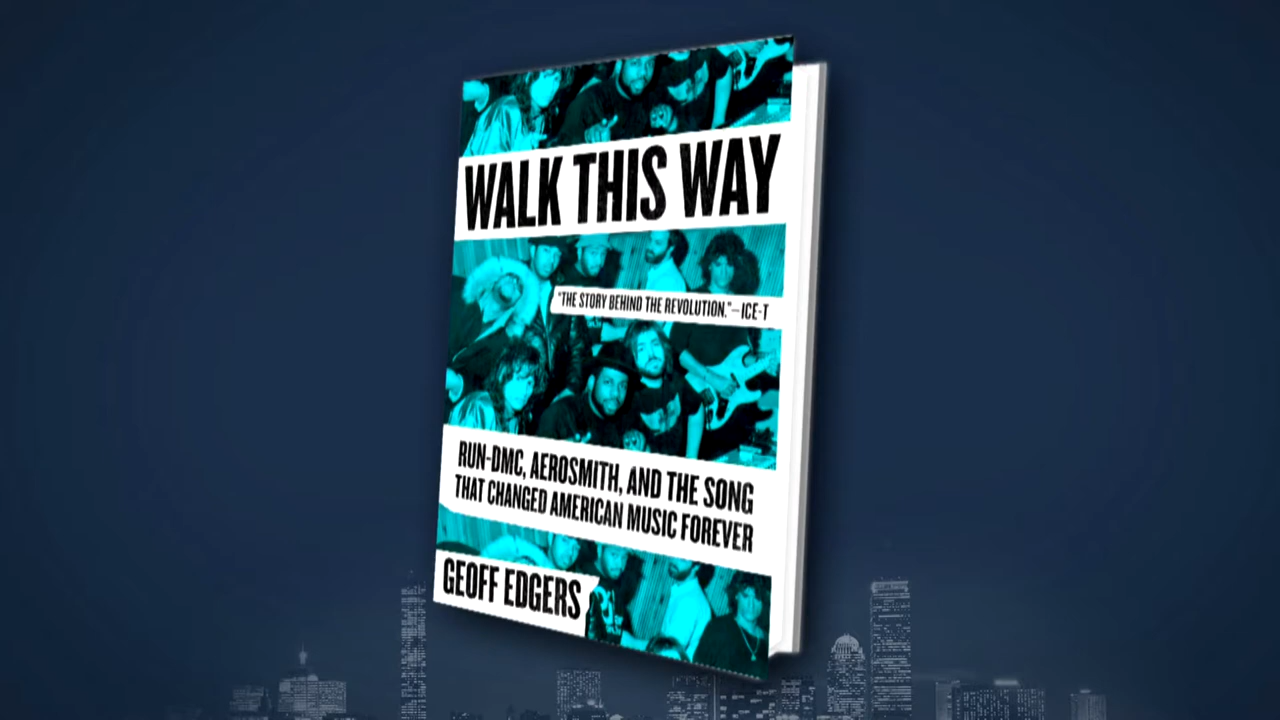 WALK THIS WAY
"THE STORY BEHIND THE REVOLUTION."—ICE-T
RUN-DMC, AEROSMITH, AND THE SONG
THAT CHANGED AMERICAN MUSIC FOREVER
GEOFF EDGERS